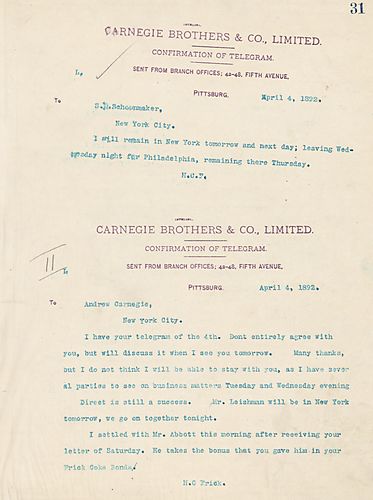 31
CARNEGIE BROTHERS & CO., LIMITED.
CONFIRMATION OF TELEGRAM.
L. SENT FROM BRANCH OFFICES; 42-48, FIFTH AVENUE,
PITTSBURG. April 4, 1892.
To
Schoonmaker,
New York City.
I will remain in New York tomorrow and next day; leaving Wed-
nesday night for Philadelphia, remaining there Thursday.
H.C.F.
CARNEGIE BROTHERS & CO., LIMITED.
CONFIRMATION OF TELEGRAM.
11 L. SENT FROM BRANCH OFFICES; 42-48, FIFTH AVENUE,
PITTSBURG. April 4, 1892.
To Andrew Carnegie,
New York City.
I have your telegram of the 4th. Dont entirely agree with
you, but will discuss it when I see you tomorrow. Many thanks,
but I do not think I will be able to stay with you, as I have sever
al parties to see on business matters Tuesday and Wednesday evening
Direct is still a success. Mr. Leishman will be in New York
tomorrow, we go on together tonight.
I settled with Mr. Abbott this morning after receiving your
letter of Saturday. He takes the bonus that you gave him in your
Frick Coke Bonds.
H.C Frick.